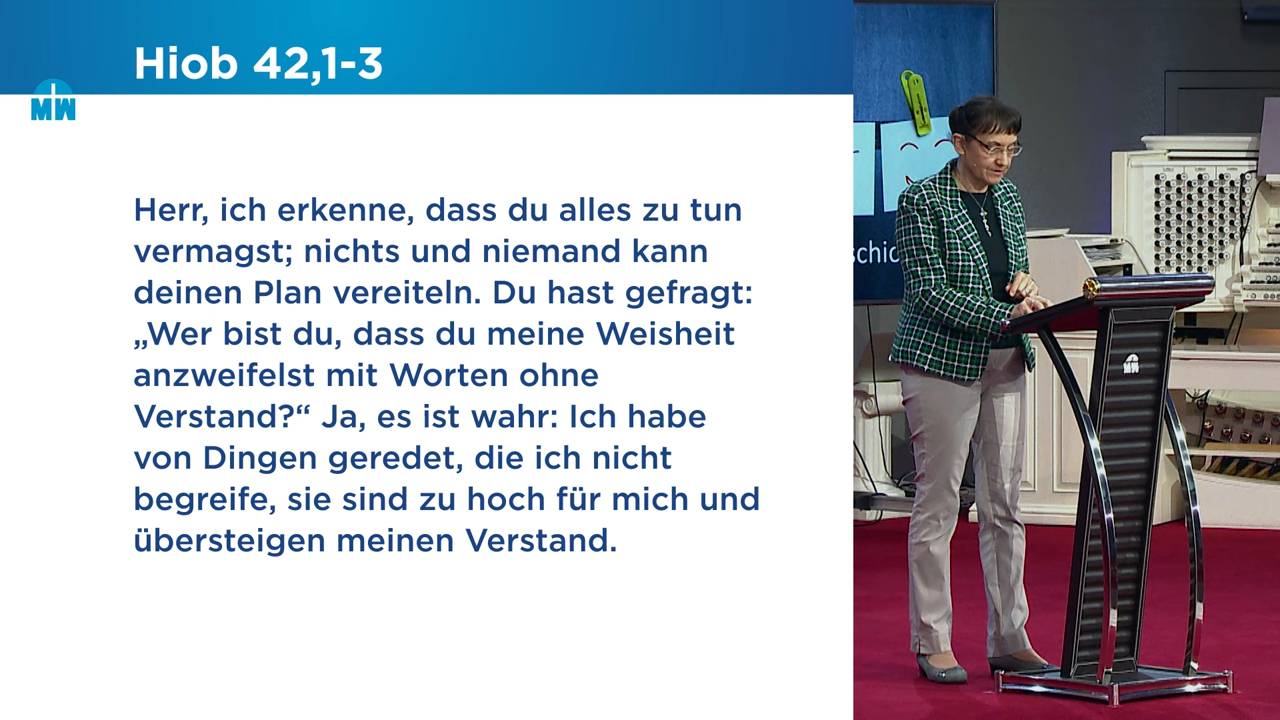 Hiob 42,1-3
MW
Herr, ich erkenne, dass du alles zu tun
vermagst; nichts und niemand kann
deinen Plan vereiteln. Du hast gefragt:
„Wer bist du, dass du meine Weisheit
anzweifelst mit Worten ohne
Verstand?“ Ja, es ist wahr: Ich habe
von Dingen geredet, die ich nicht
begreife, sie sind zu hoch für mich und
übersteigen meinen Verstand.
schic
MW